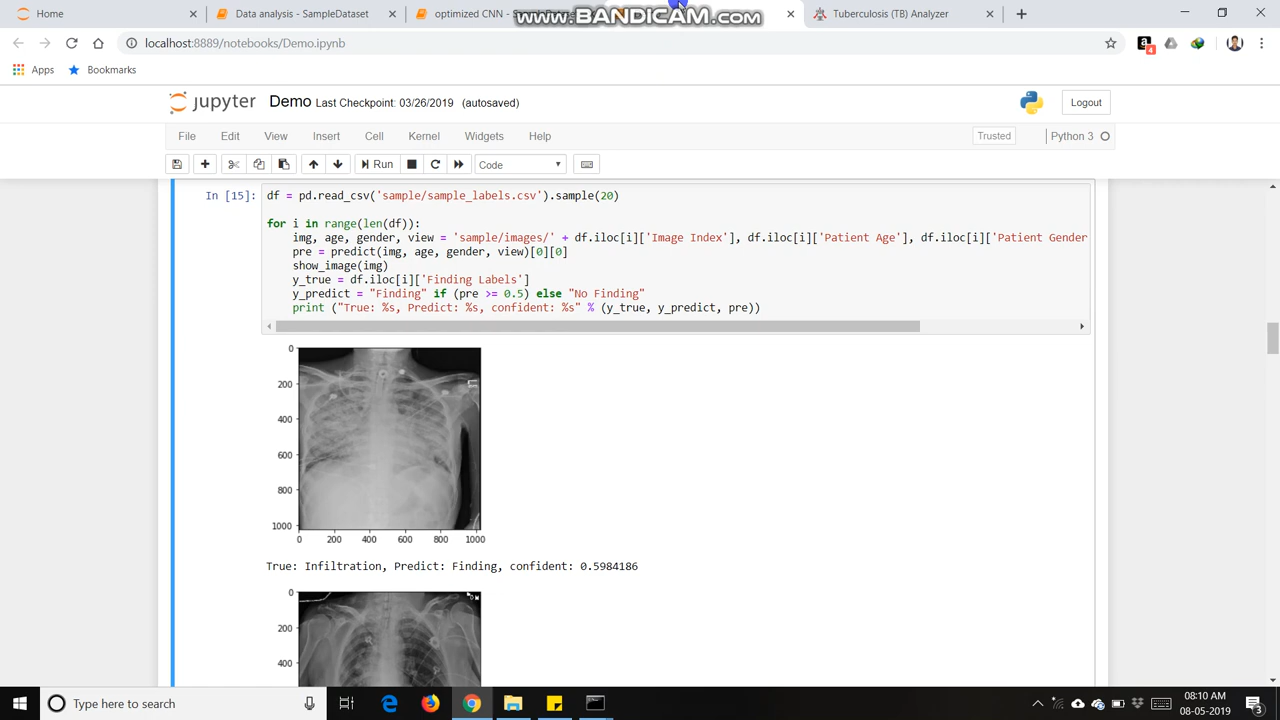 Home
Data analysis - SampleDataset
optimized CNN - S
www.BANDICAM.com
Tuberculosis (TB) Analyzer
localhost:8889/notebooks/Demo.ipynb
4
Apps
Bookmarks
jupyter
Demo Last Checkpoint: 03/26/2019 (autosaved)
Logout
File Edit View Insert Cell Kernel Widgets Help
Trusted
Python 3
Run
Code
In [15]:
df = pd.read_csv('sample/sample_labels.csv').sample(20)
for i in range(len(df)):
img, age, gender, view = 'sample/images/' + df.iloc[i]['Image Index'], df.iloc[i]['Patient Age'], df.iloc[i]['Patient Gender
pre = predict(img, age, gender, view)[0][0]
show_image(img)
y_true = df.iloc[i]['Finding Labels']
y_predict = "Finding" if (pre >= 0.5) else "No Finding"
print ("True: %s, Predict: %s, confident: %s" % (y_true, y_predict, pre))
0
200
400
600
800
1000
0 200 400 600 800 1000
True: Infiltration, Predict: Finding, confident: 0.5984186
0
200
400
Type here to search
08:10 AM
08-05-2019
3